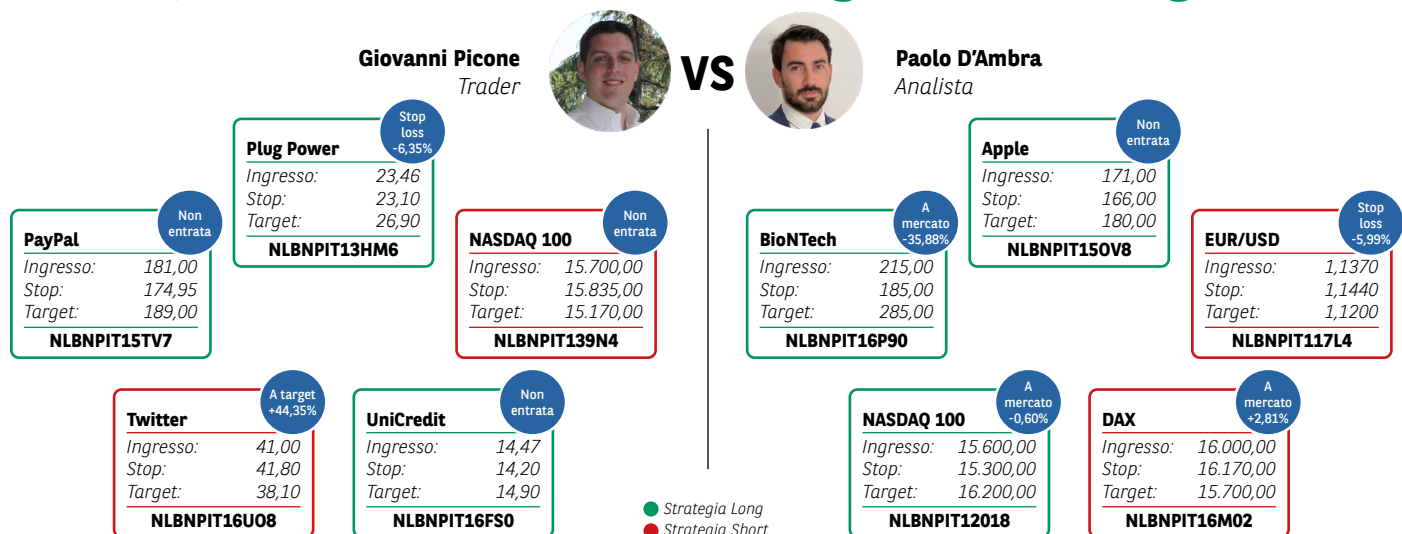 Giovanni Picone
Trader
VS
Paolo D'Ambra
Analista
Stop
loss
-6,35%
Plug Power
Ingresso: 23,46
Stop: 23,10
Target: 26,90
NLBNPIT13HM6
Non
entrata
Apple
Ingresso: 171,00
Stop: 166,00
Target: 180,00
NLBNPIT15OV8
Non
entrata
PayPal
Ingresso: 181,00
Stop: 174,95
Target: 189,00
NLBNPIT15TV7
Non
entrata
NASDAQ 100
Ingresso: 15.700,00
Stop: 15.835,00
Target: 15.170,00
NLBNPIT139N4
A
mercato
-35,88%
BioNTech
Ingresso: 215,00
Stop: 185,00
Target: 285,00
NLBNPIT16P90
Stop
loss
-5,99%
EUR/USD
Ingresso: 1,1370
Stop: 1,1440
Target: 1,1200
NLBNPIT117L4
A target
+44,35%
Twitter
Ingresso: 41,00
Stop: 41,80
Target: 38,10
NLBNPIT16UO8
Non
entrata
UniCredit
Ingresso: 14,47
Stop: 14,20
Target: 14,90
NLBNPIT16FS0
A
mercato
-0,60%
NASDAQ 100
Ingresso: 15.600,00
Stop: 15.300,00
Target: 16.200,00
NLBNPIT12018
A
mercato
+2,81%
DAX
Ingresso: 16.000,00
Stop: 16.170,00
Target: 15.700,00
NLBNPIT16M02
Strategia Long
Strategia Short